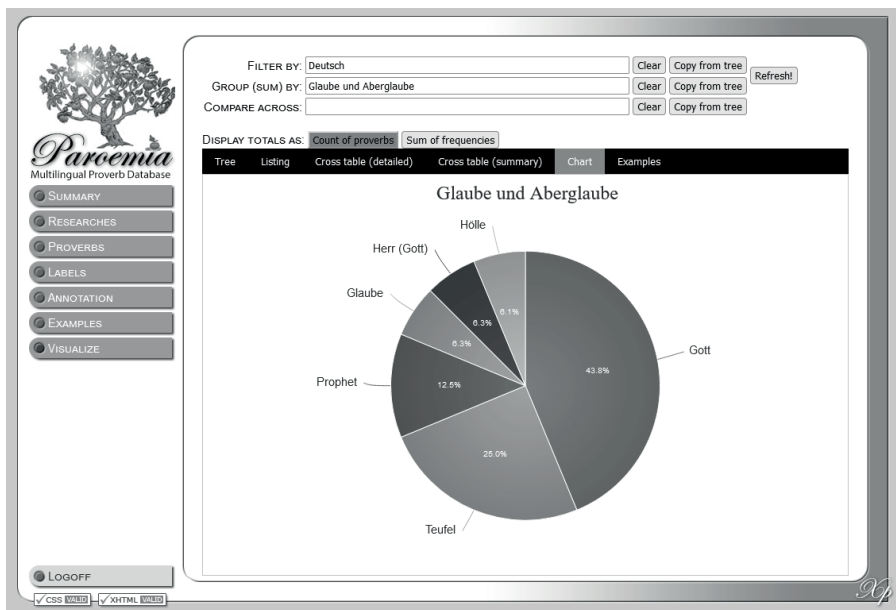 FILTER BY: Deutsch Clear Copy from tree
GROUP (SUM) BY: Glaube und Aberglaube Clear Copy from tree Refresh!
COMPARE ACROSS: Clear Copy from tree
DISPLAY TOTALS AS: Count of proverbs Sum of frequencies
Tree Listing Cross table (detailed) Cross table (summary) Chart Examples
Paroemia
Multilingual Proverb Database
SUMMARY
RESEARCHES
PROVERBS
LABELS
ANNOTATION
EXAMPLES
VISUALIZE
LOGOFF
CSS VALID XHTML VALID
Glaube und Aberglaube
Hölle
Herr (Gott)
Glaube
Prophet
Teufel
Gott
6.1%
6.3%
6.3%
12.5%
25.0%
43.8%
Xp